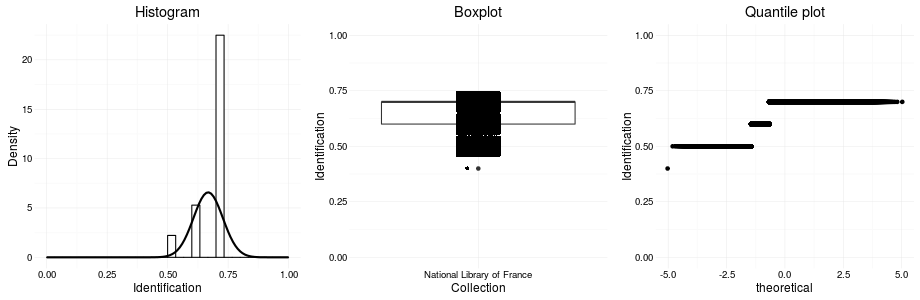 Histogram
Density
20
15
10
5
0
0.00 0.25 0.50 0.75 1.00
Identification
Boxplot
Identification
1.00
0.75
0.50
0.25
0.00
National Library of France
Collection
Quantile plot
Identification
1.00
0.75
0.50
0.25
0.00
-5.0 -2.5 0.0 2.5 5.0
theoretical